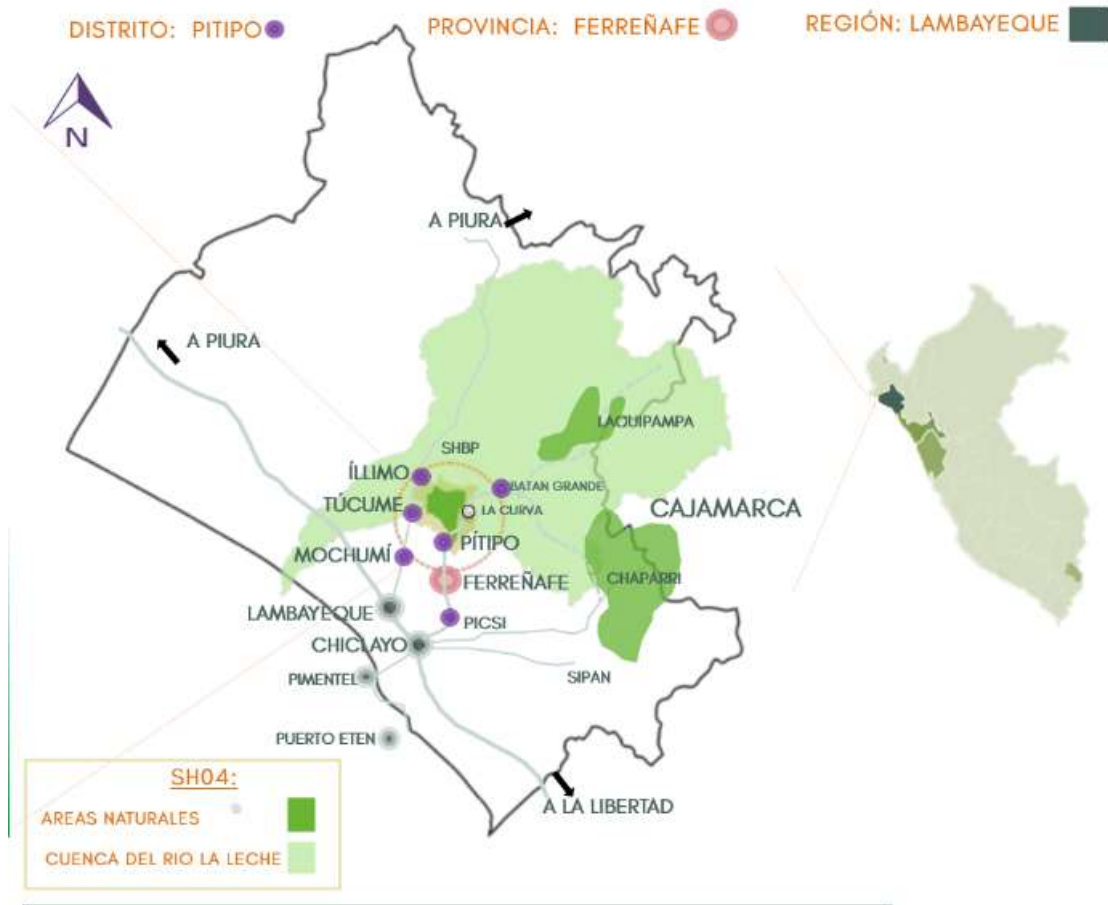 DISTRITO: PITIPO
PROVINCIA: FERREÑAFE
REGIÓN: LAMBAYEQUE
N
A PIURA
A PIURA
LAQUIPAMPA
SHBP
ÍLLIMO
BATAN GRANDE
TÚCUME
LA CURVA
CAJAMARCA
PÍTIPO
MOCHUMÍ
CHAPARRI
FERREÑAFE
LAMBAYEQUE
PICSI
CHICLAYO
PIMENTEL
SIPAN
PUERTO ETEN
SH04:
A LA LIBERTAD
AREAS NATURALES
CUENCA DEL RIO LA LECHE